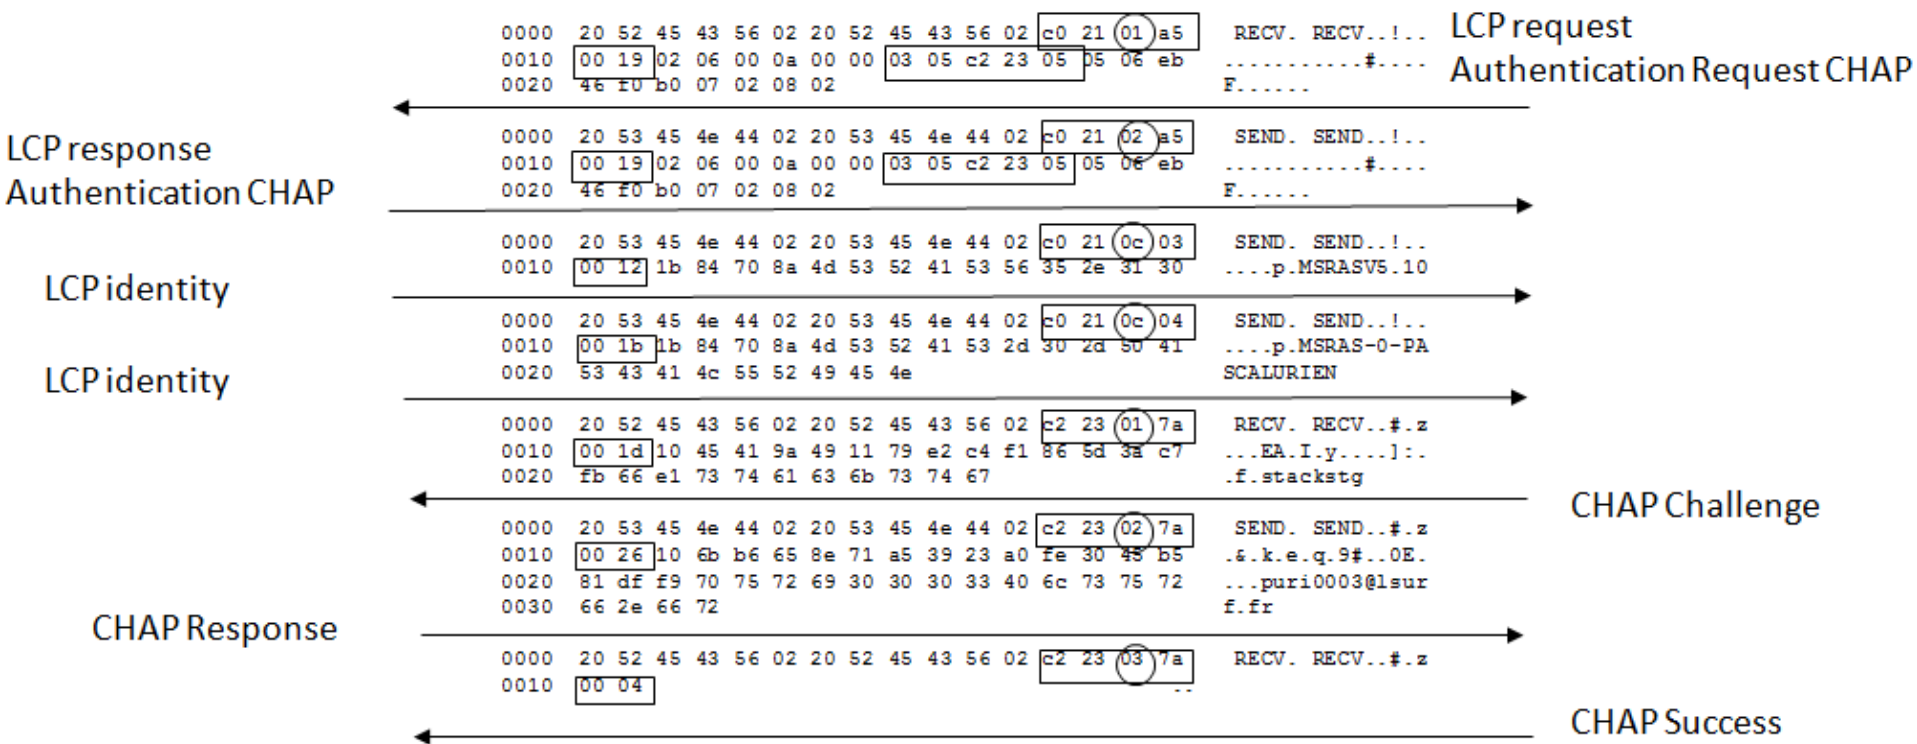 0000 20 52 45 43 56 02 20 52 45 43 56 02 c0 21 01 a5 RECV. RECV..!..
0010 00 19 02 06 00 0a 00 00 03 05 c2 23 05 05 06 eb ...........#....
0020 46 f0 b0 07 02 08 02 F......
LCP request
Authentication Request CHAP
0000 20 53 45 4e 44 02 20 53 45 4e 44 02 c0 21 02 a5 SEND. SEND..!..
0010 00 19 02 06 00 0a 00 00 03 05 c2 23 05 05 06 eb ...........#....
0020 46 f0 b0 07 02 08 02 F......
LCP response
Authentication CHAP
0000 20 53 45 4e 44 02 20 53 45 4e 44 02 c0 21 0c 03 SEND. SEND..!..
0010 00 12 1b 84 70 8a 4d 53 52 41 53 56 35 2e 31 30 ....p.MSRASV5.10
LCP identity
0000 20 53 45 4e 44 02 20 53 45 4e 44 02 c0 21 0c 04 SEND. SEND..!..
0010 00 1b 1b 84 70 8a 4d 53 52 41 53 2d 30 2d 50 41 ....p.MSRAS-0-PA
0020 53 43 41 4c 55 52 49 45 4e SCALURIEN
LCP identity
0000 20 52 45 43 56 02 20 52 45 43 56 02 c2 23 01 7a RECV. RECV..#.z
0010 00 1d 10 45 41 9a 49 11 79 e2 c4 f1 86 5d 3a c7 ...EA.I.y....]:.
0020 fb 66 e1 73 74 61 63 6b 73 74 67 .f.stackstg
CHAP Challenge
0000 20 53 45 4e 44 02 20 53 45 4e 44 02 c2 23 02 7a SEND. SEND..#.z
0010 00 26 10 6b b6 65 8e 71 a5 39 23 a0 fe 30 45 b5 .&.k.e.q.9#..0E.
0020 81 df f9 70 75 72 69 30 30 30 33 40 6c 73 75 72 ...puri0003@lsur
0030 66 2e 66 72 f.fr
CHAP Response
0000 20 52 45 43 56 02 20 52 45 43 56 02 c2 23 03 7a RECV. RECV..#.z
0010 00 04 ..
CHAP Success